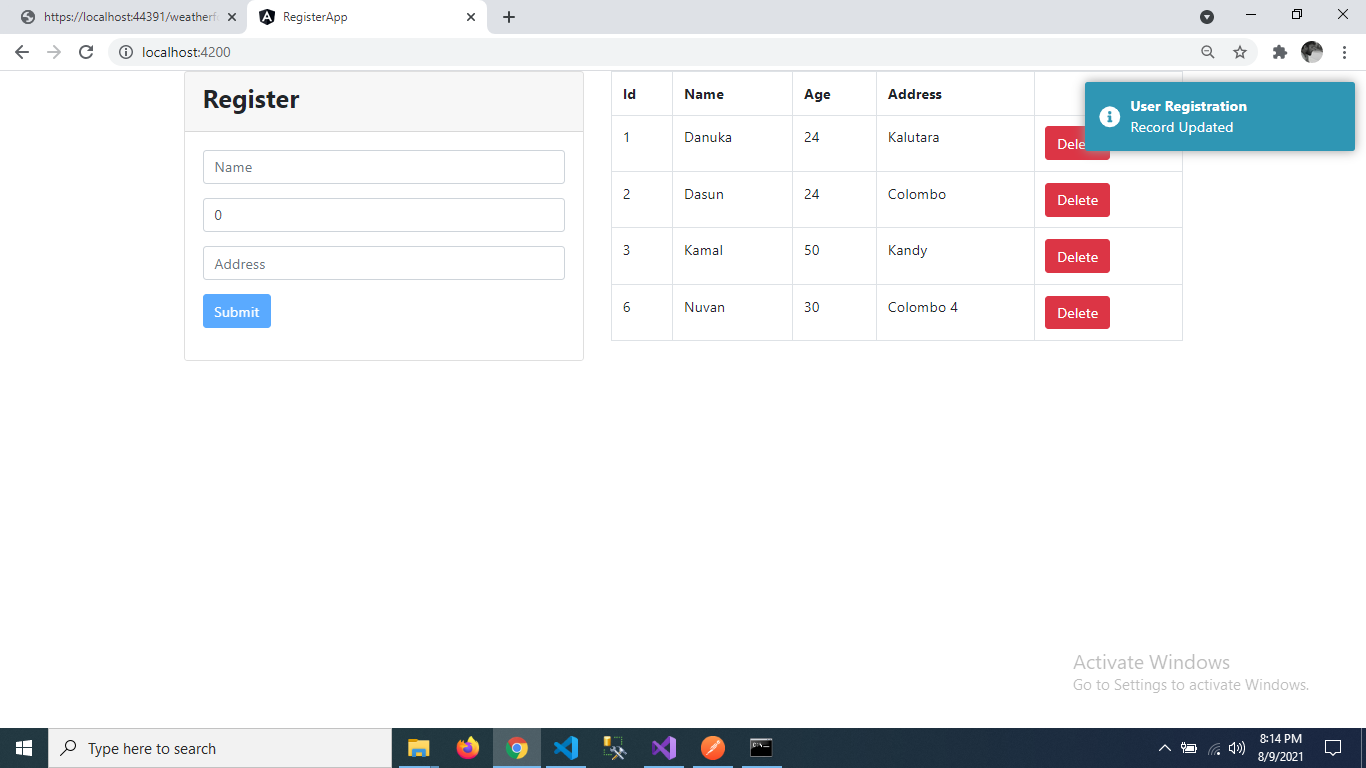 https://localhost:44391/weatherf
RegisterApp
localhost:4200
Register
Name
0
Address
Submit
Id Name Age Address
1 Danuka 24 Kalutara
2 Dasun 24 Colombo Delete
3 Kamal 50 Kandy Delete
6 Nuvan 30 Colombo 4 Delete
User Registration
Record Updated
Dele
Activate Windows
Go to Settings to activate Windows.
Type here to search
8:14 PM
8/9/2021